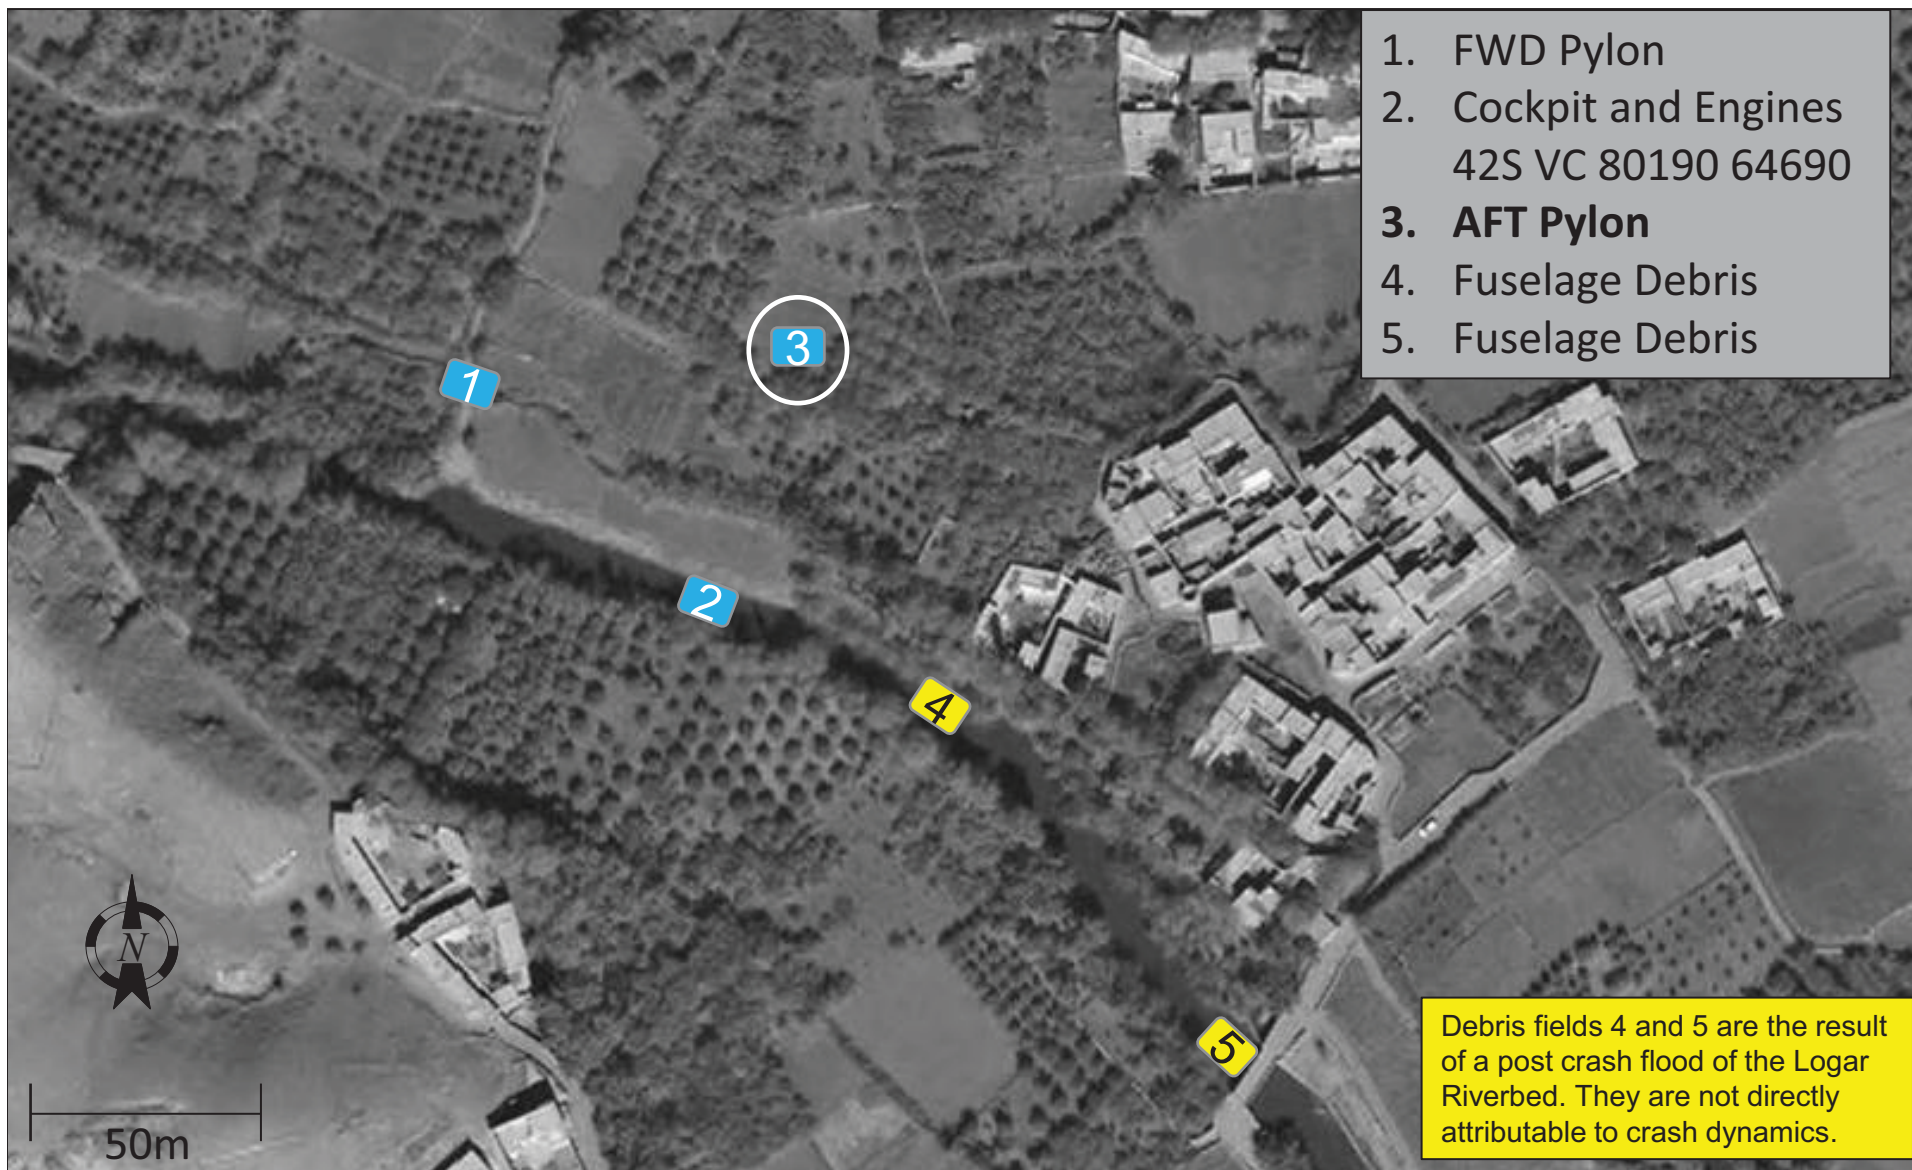 1. FWD Pylon
2. Cockpit and Engines
42S VC 80190 64690
3. AFT Pylon
4. Fuselage Debris
5. Fuselage Debris
3
1
2
4
N
5
50m
Debris fields 4 and 5 are the result
of a post crash flood of the Logar
Riverbed. They are not directly
attributable to crash dynamics.